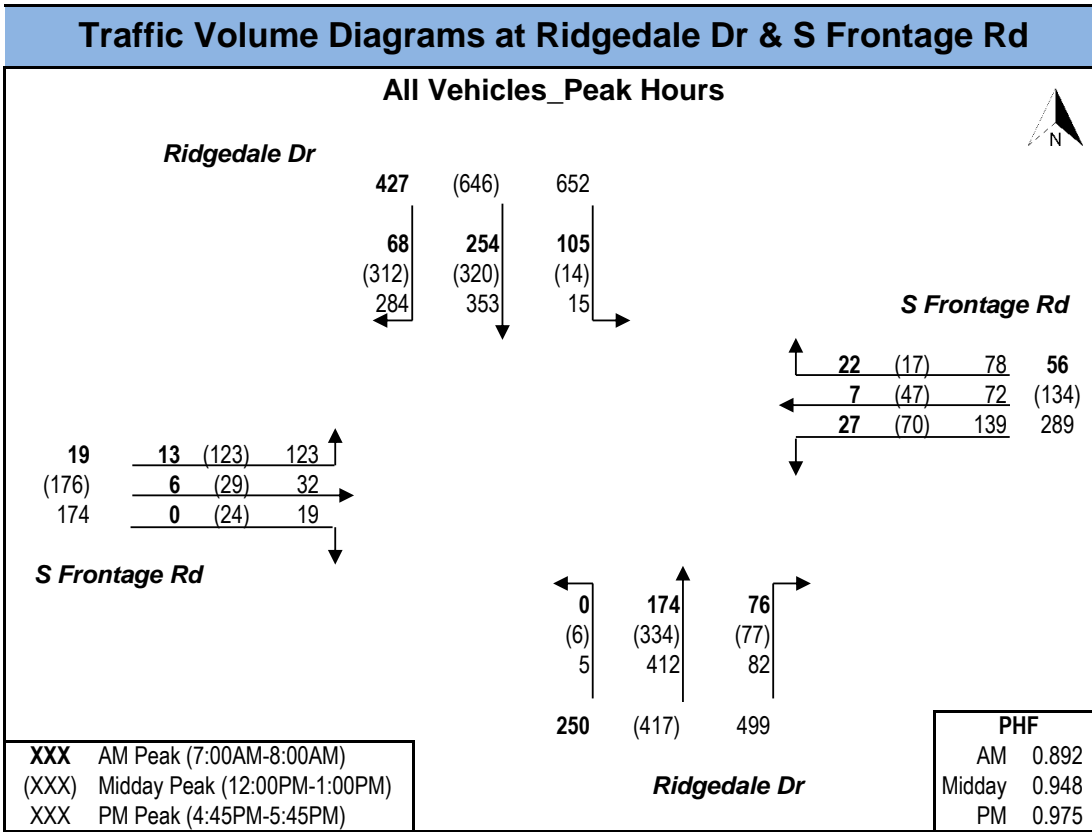 Traffic Volume Diagrams at Ridgedale Dr & S Frontage Rd
All Vehicles_Peak Hours
N
Ridgedale Dr
427 (646) 652
68 254 105
(312) (320) (14)
284 353 15
S Frontage Rd
22 (17) 78 56
7 (47) 72 (134)
27 (70) 139 289
19 13 (123) 123
(176) 6 (29) 32
174 0 (24) 19
S Frontage Rd
0 174 76
(6) (334) (77)
5 412 82
250 (417) 499
Ridgedale Dr
XXX AM Peak (7:00AM-8:00AM)
(XXX) Midday Peak (12:00PM-1:00PM)
XXX PM Peak (4:45PM-5:45PM)
PHF
AM 0.892
Midday 0.948
PM 0.975